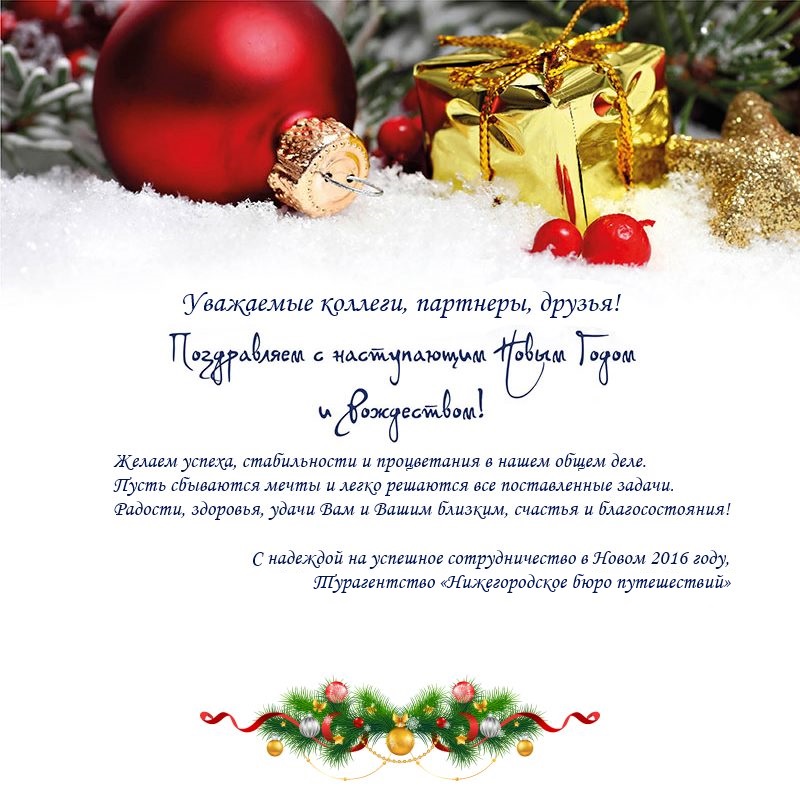 Уважаемые коллеги, партнеры, друзья!
Поздравляем с наступающим Новым Годом
и Рождеством!
Желаем успеха, стабильности и процветания в нашем общем деле.
Пусть сбываются мечты и легко решаются все поставленные задачи.
Радости, здоровья, удачи Вам и Вашим близким, счастья и благосостояния!
С надеждой на успешное сотрудничество в Новом 2016 году,
Турагентство «Нижегородское бюро путешествий»